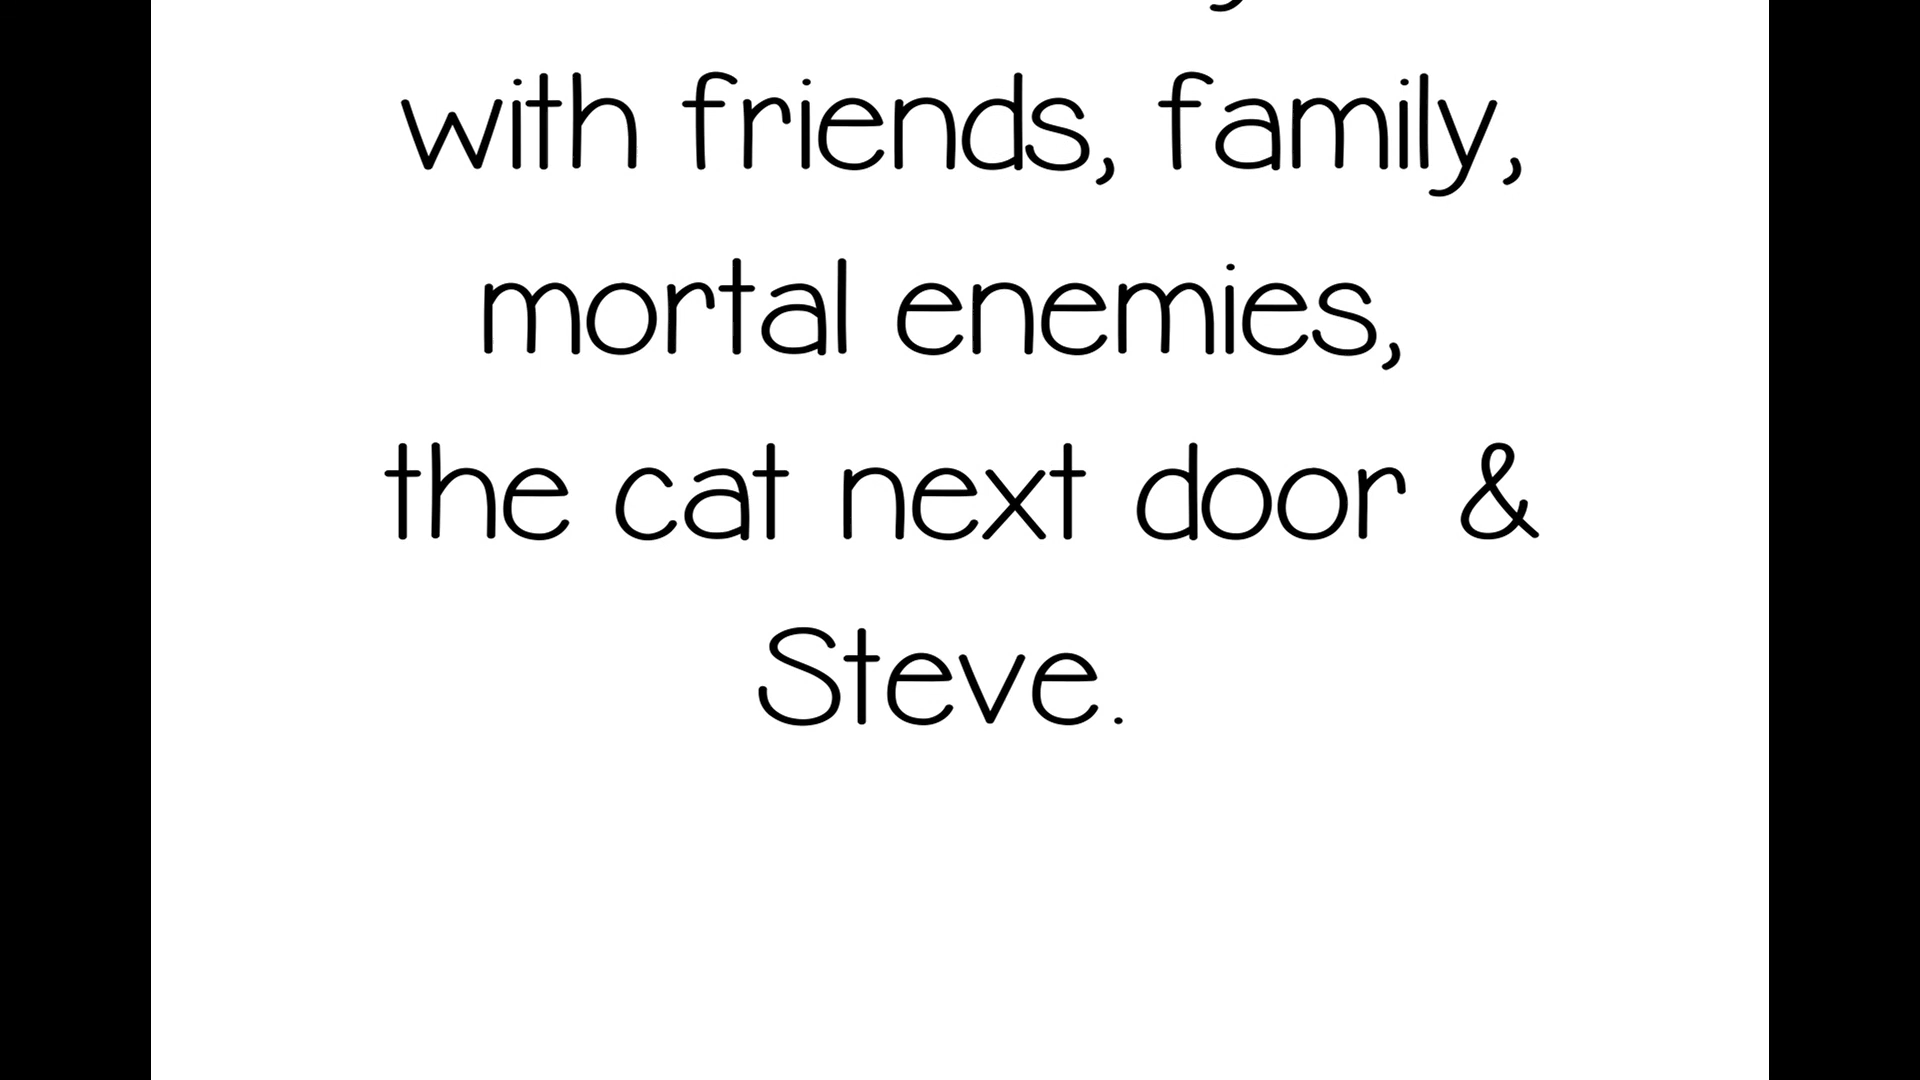 with friends, family,
mortal enemies,
the cat next door &
Steve.